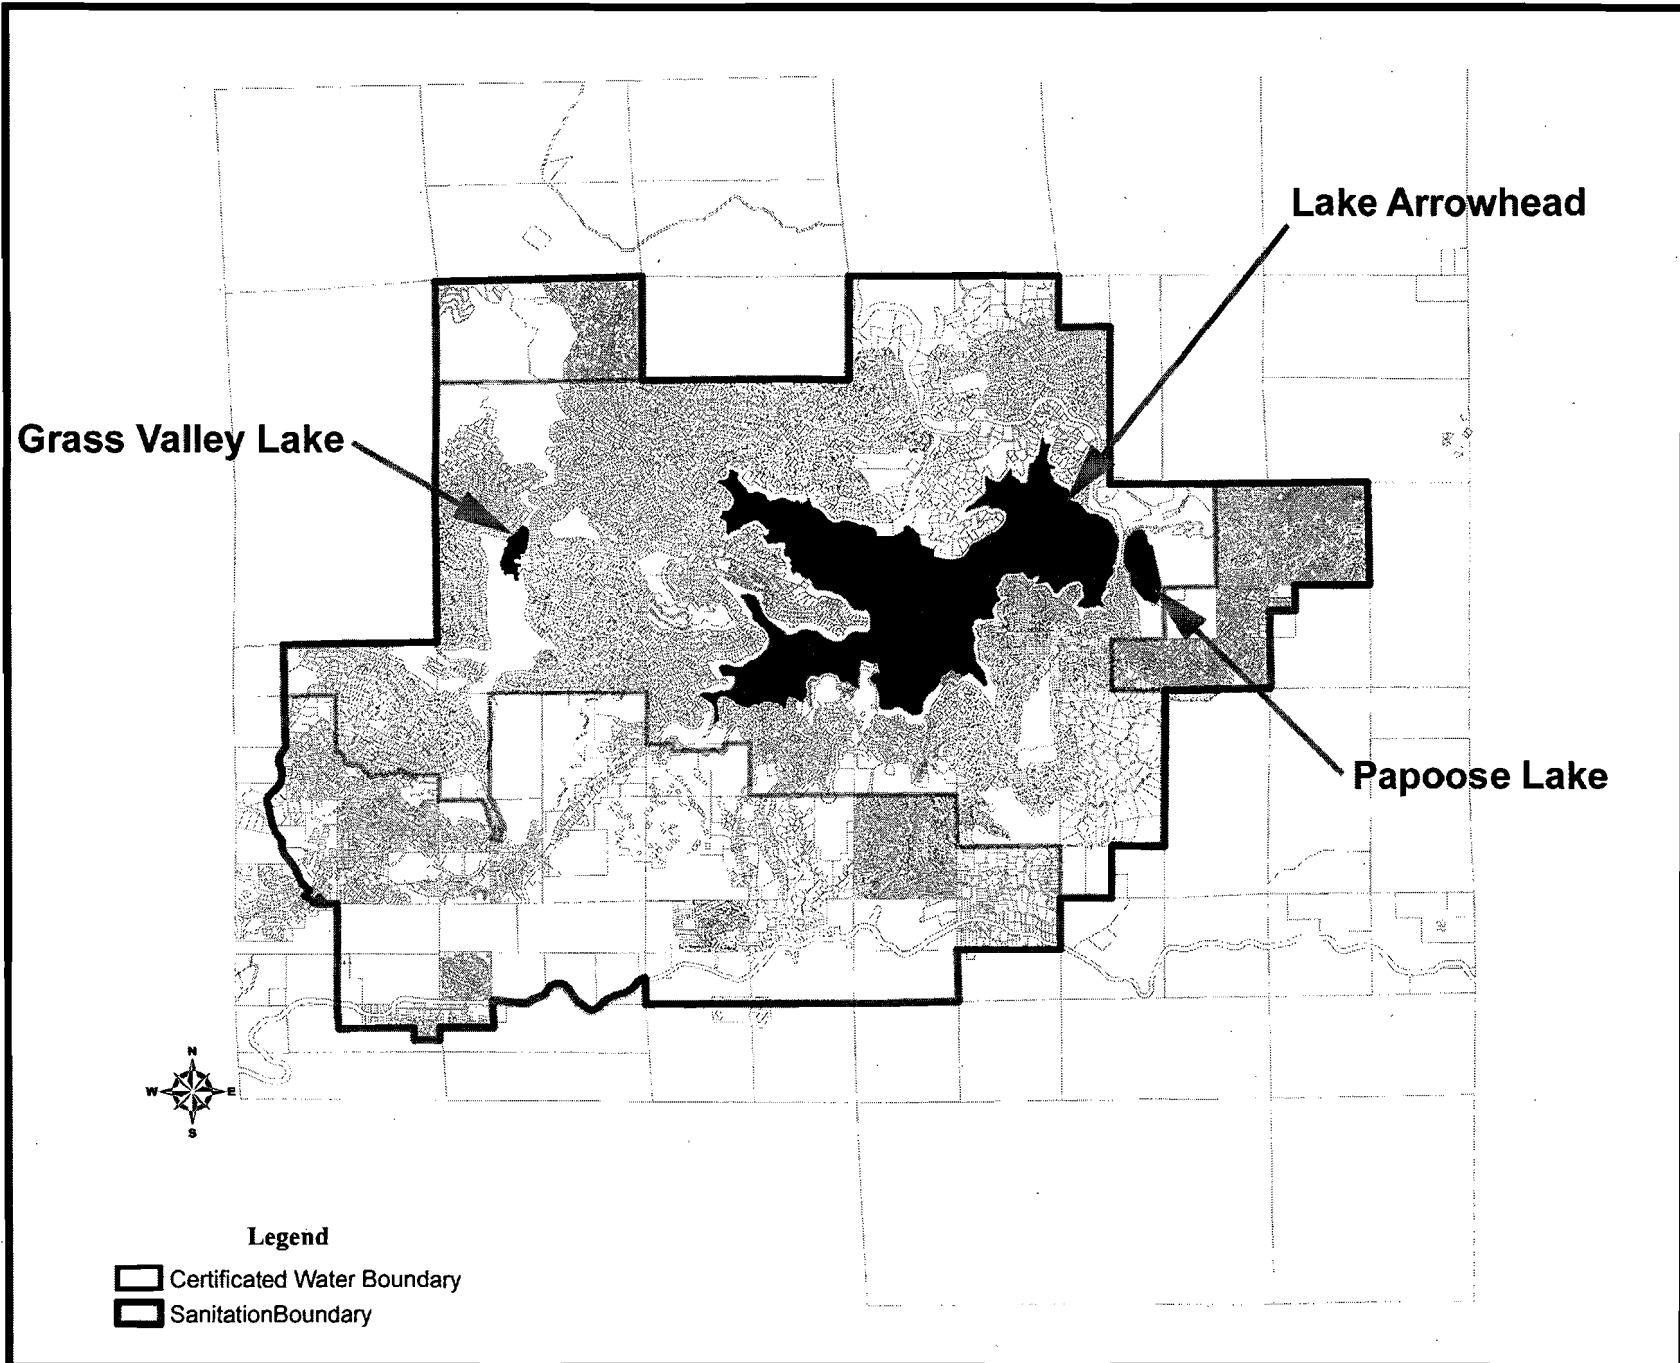 Lake Arrowhead
Grass Valley Lake
Papoose Lake
N
W E
S
Legend
Certificated Water Boundary
SanitationBoundary